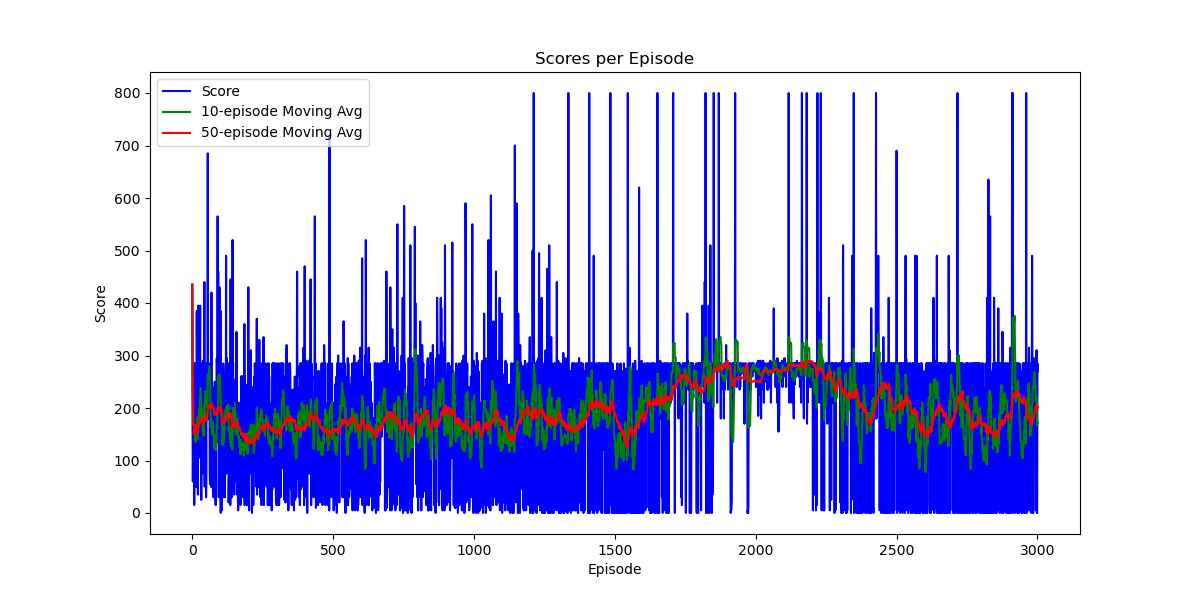 Scores per Episode
Score
10-episode Moving Avg
50-episode Moving Avg
800
700
600
500
400
300
200
100
0
Score
0 500 1000 1500 2000 2500 3000
Episode